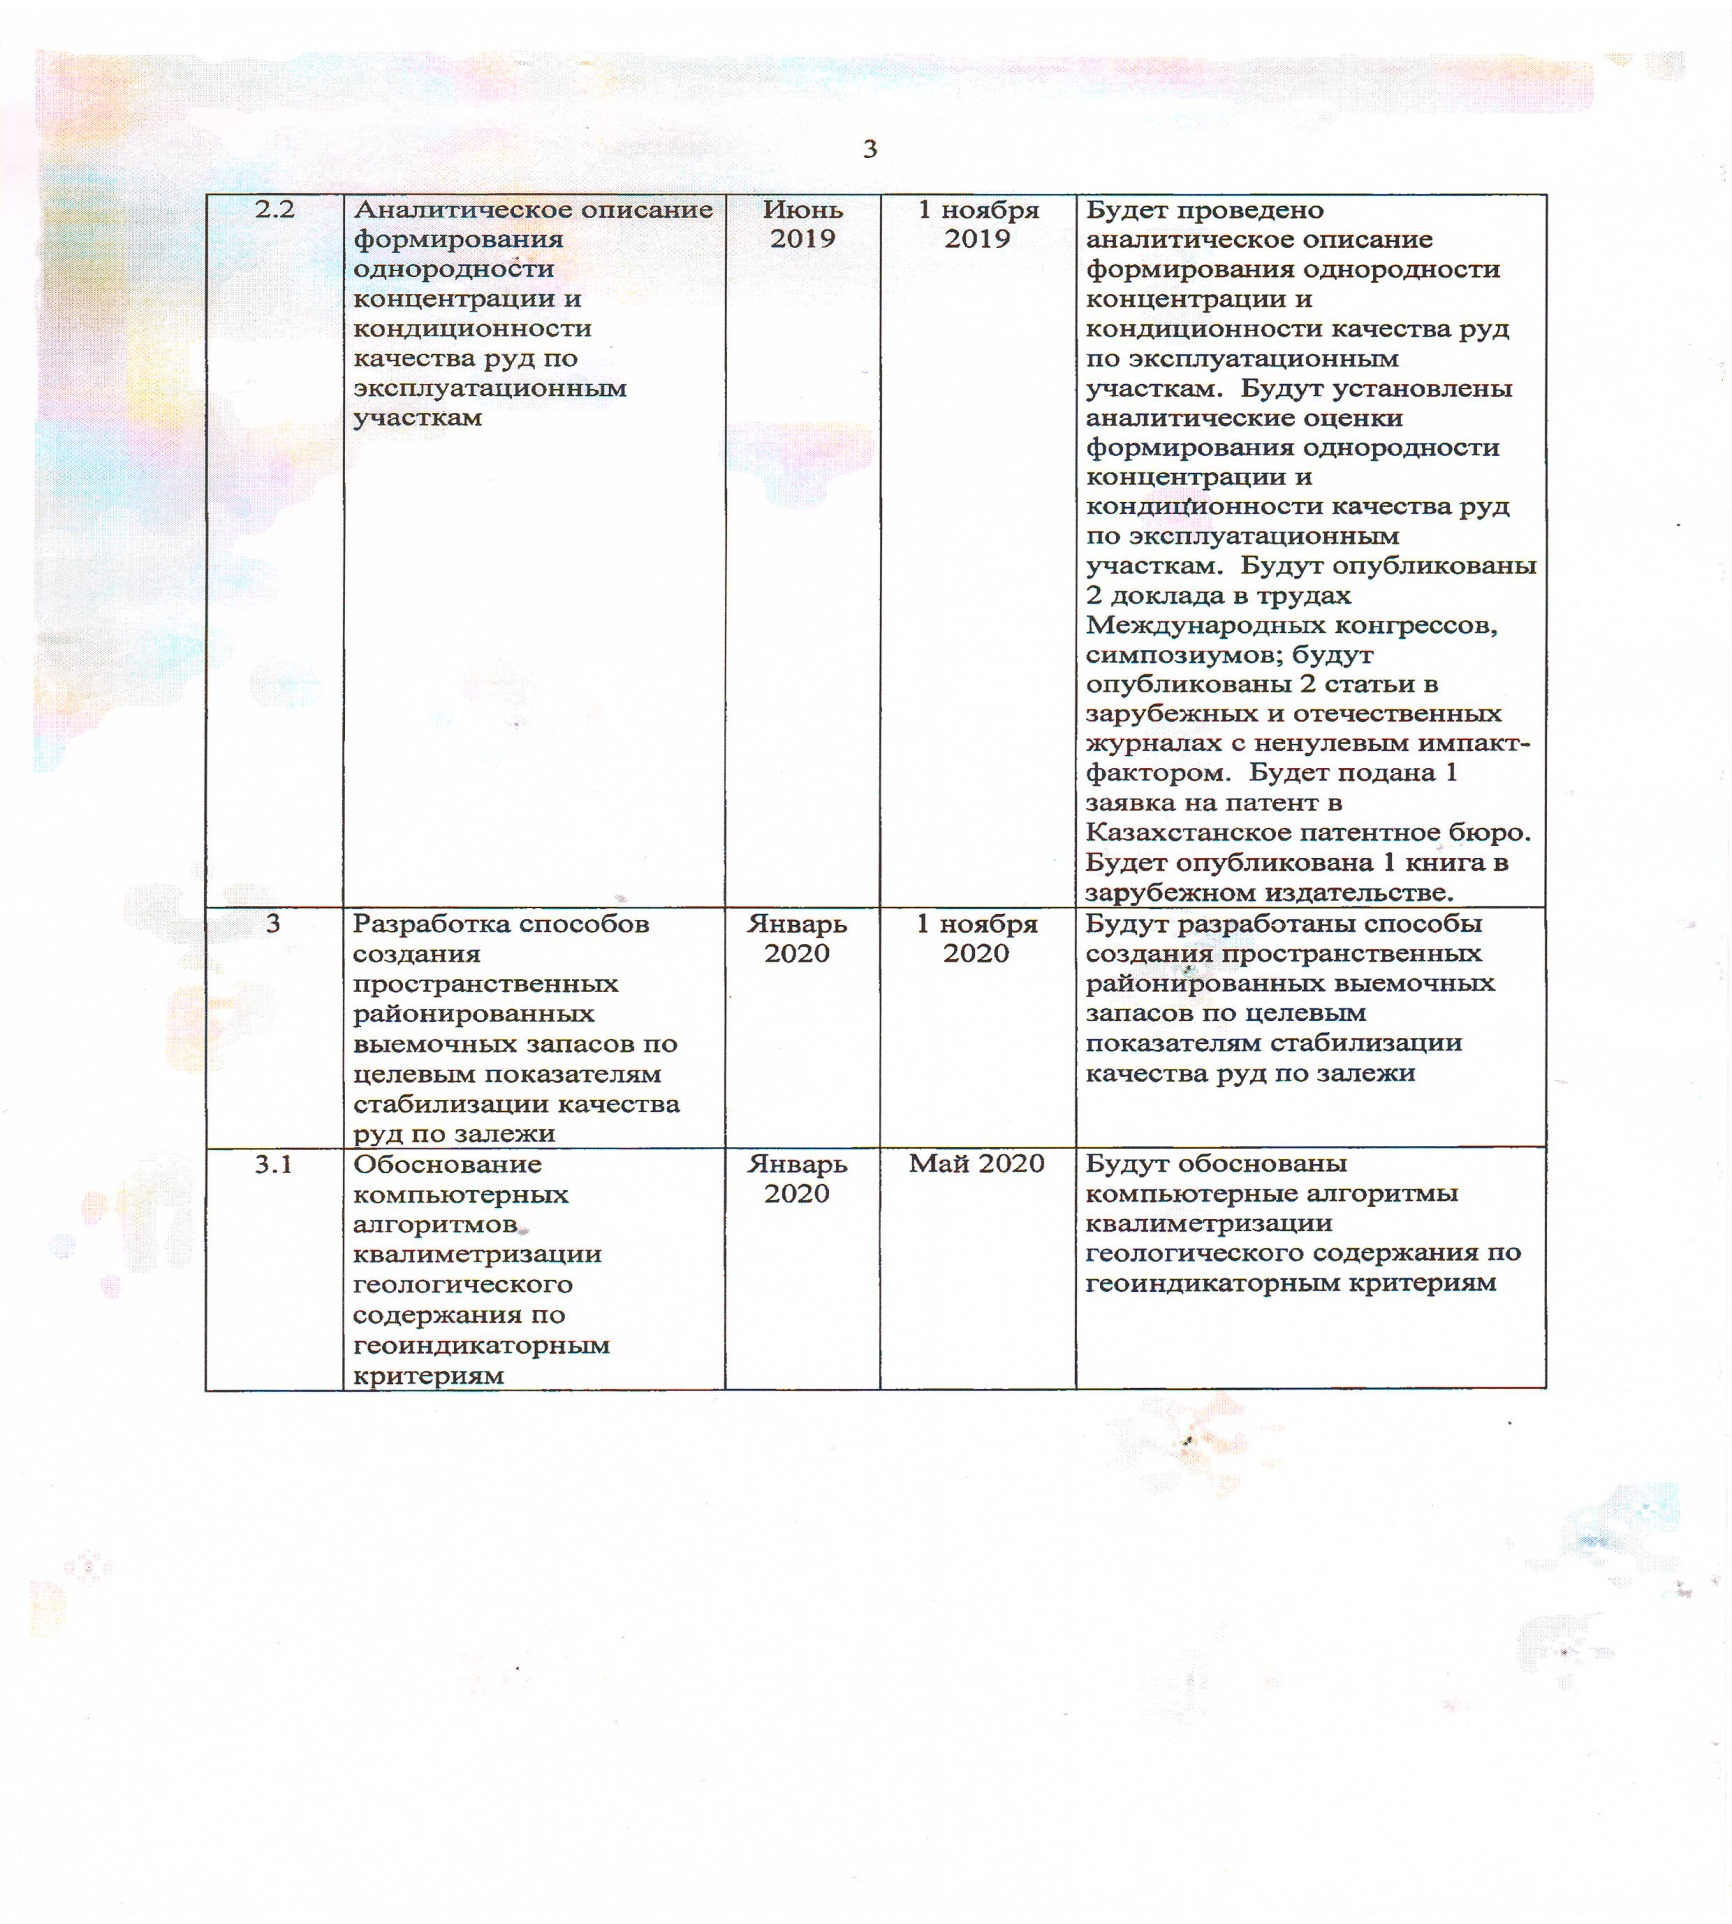 3
2.2
Аналитическое описание
формирования
однородности
концентрации и
кондиционности
качества руд по
эксплуатационным
участкам
Июнь
2019
1 ноября
2019
Будет проведено
аналитическое описание
формирования однородности
концентрации и
кондиционности качества руд
по эксплуатационным
участкам. Будут установлены
аналитические оценки
формирования однородности
концентрации и
кондиционности качества руд
по эксплуатационным
участкам. Будут опубликованы
2 доклада в трудах
Международных конгрессов,
симпозиумов; будут
опубликованы 2 статьи в
зарубежных и отечественных
журналах с ненулевым импакт-
фактором. Будет подана 1
заявка на патент в
Казахстанское патентное бюро.
Будет опубликована 1 книга в
зарубежном издательстве.
3
Разработка способов
создания
пространственных
районированных
выемочных запасов по
целевым показателям
стабилизации качества
руд по залежи
Январь
2020
1 ноября
2020
Будут разработаны способы
создания пространственных
районированных выемочных
запасов по целевым
показателям стабилизации
качества руд по залежи
3.1
Обоснование
компьютерных
алгоритмов
квалиметризации
геологического
содержания по
геоиндикаторным
критериям
Январь
2020
Май 2020
Будут обоснованы
компьютерные алгоритмы
квалиметризации
геологического содержания по
геоиндикаторным критериям